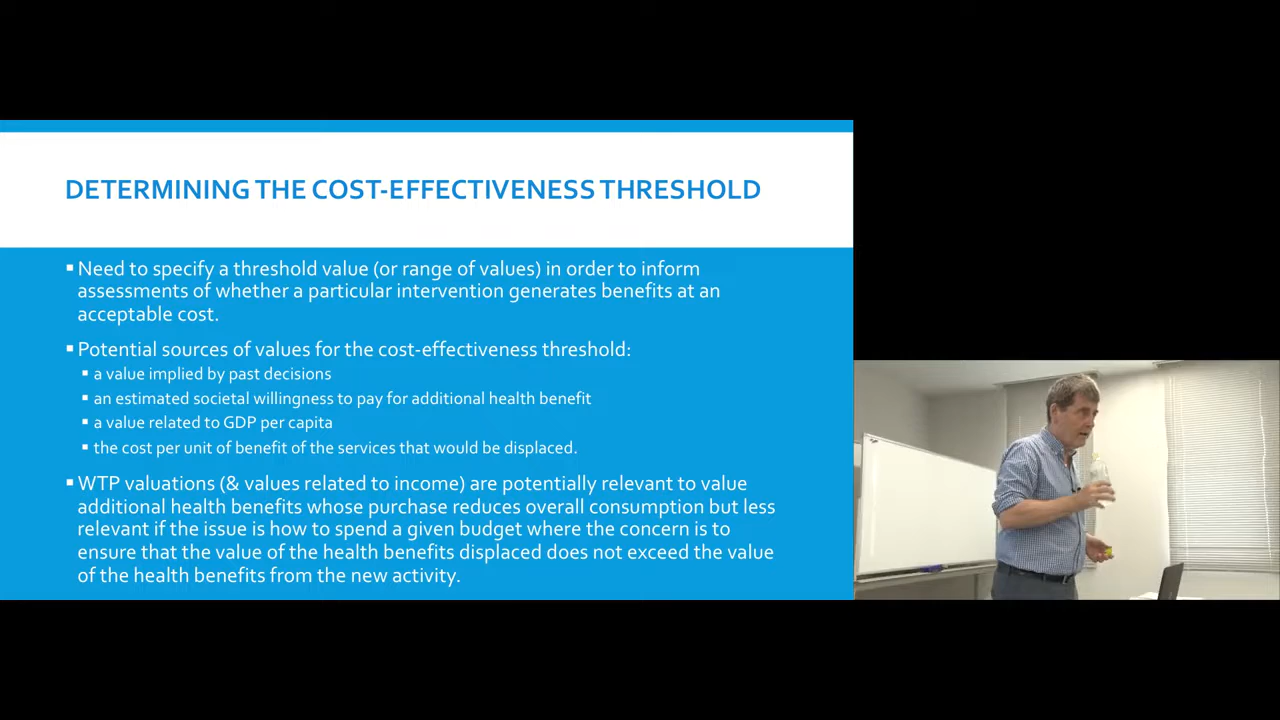 DETERMINING THE COST-EFFECTIVENESS THRESHOLD
▪ Need to specify a threshold value (or range of values) in order to inform
assessments of whether a particular intervention generates benefits at an
acceptable cost.
▪ Potential sources of values for the cost-effectiveness threshold:
▪ a value implied by past decisions
▪ an estimated societal willingness to pay for additional health benefit
▪ a value related to GDP per capita
▪ the cost per unit of benefit of the services that would be displaced.
▪ WTP valuations (& values related to income) are potentially relevant to value
additional health benefits whose purchase reduces overall consumption but less
relevant if the issue is how to spend a given budget where the concern is to
ensure that the value of the health benefits displaced does not exceed the value
of the health benefits from the new activity.